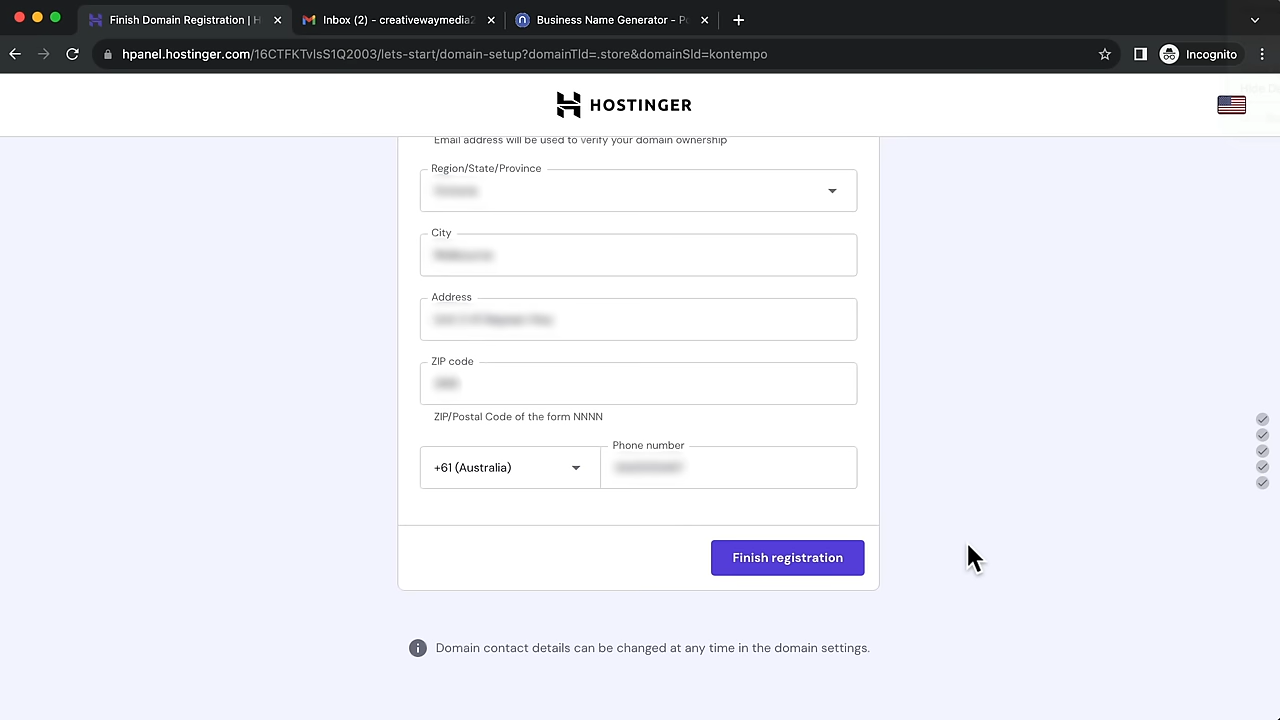 Finish Domain Registration | H
Inbox (2) - creativewaymedia
Business Name Generator - Po
hpanel.hostinger.com/16CTFKTvIsS1Q2003/lets-start/domain-setup?domainTld=.store&domainSld=kontempo
Incognito
HOSTINGER
Email address will be used to verify your domain ownership
Region/State/Province
City
Address
ZIP code
ZIP/Postal Code of the form NNNN
+61 (Australia)
Phone number
Finish registration
Domain contact details can be changed at any time in the domain settings.